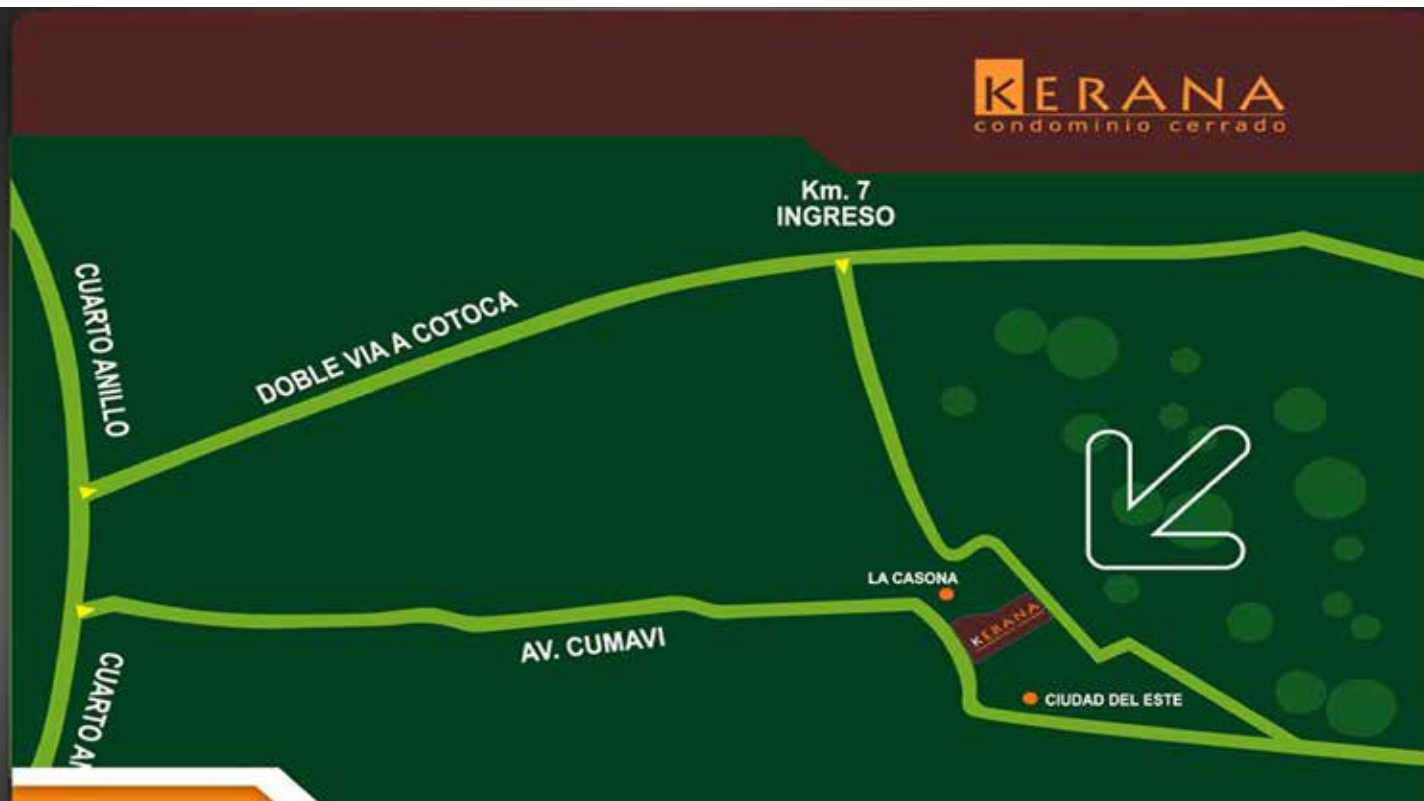 KERANA
condominio cerrado
Km. 7
INGRESO
CUARTO ANILLO
DOBLE VIA A COTOCA
LA CASONA
KERANA
AV. CUMAVI
CUARTO
CIUDAD DEL ESTE